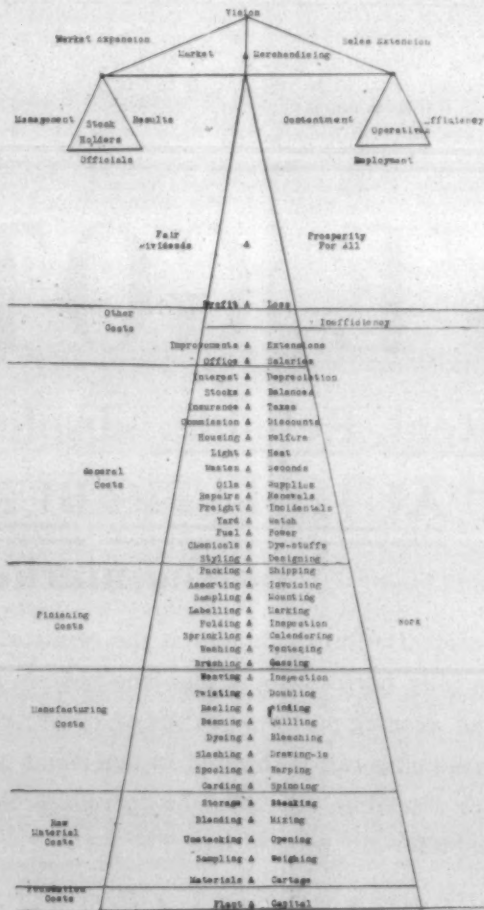 Vision
Market Expansion
Sales Extension
Market & Merchandising
Management
Results
Contentment
Efficiency
Stock
Holders
Operatives
Officials
Employment
Fair
Dividends
&
Prosperity
For All
Profit & Loss
Other
Costs
Inefficiency
Improvements & Extensions
Office & Salaries
Interest & Depreciation
Stocks & Balances
Insurance & Taxes
Commission & Discounts
Housing & Welfare
Light & Heat
Wastes & Seconds
General
Costs
Oils & Supplies
Repairs & Renewals
Freight & Incidentals
Yard & Watch
Fuel & Power
Chemicals & Dye-stuffs
Styling & Designing
Packing & Shipping
Assorting & Invoicing
Sampling & Mounting
Labelling & Marking
Finishing
Costs
Folding & Inspection
Work
Sprinkling & Calendering
Washing & Tentering
Brushing & Gassing
Weaving & Inspection
Twisting & Doubling
Manufacturing
Costs
Reeling & Winding
Beaming & Quilling
Dyeing & Bleaching
Slashing & Drawing-in
Spooling & Warping
Carding & Spinning
Storage & Stacking
Raw
Material
Costs
Blending & Mixing
Unstacking & Opening
Sampling & Weighing
Materials & Cartage
Foundation
Costs
Plant & Capital